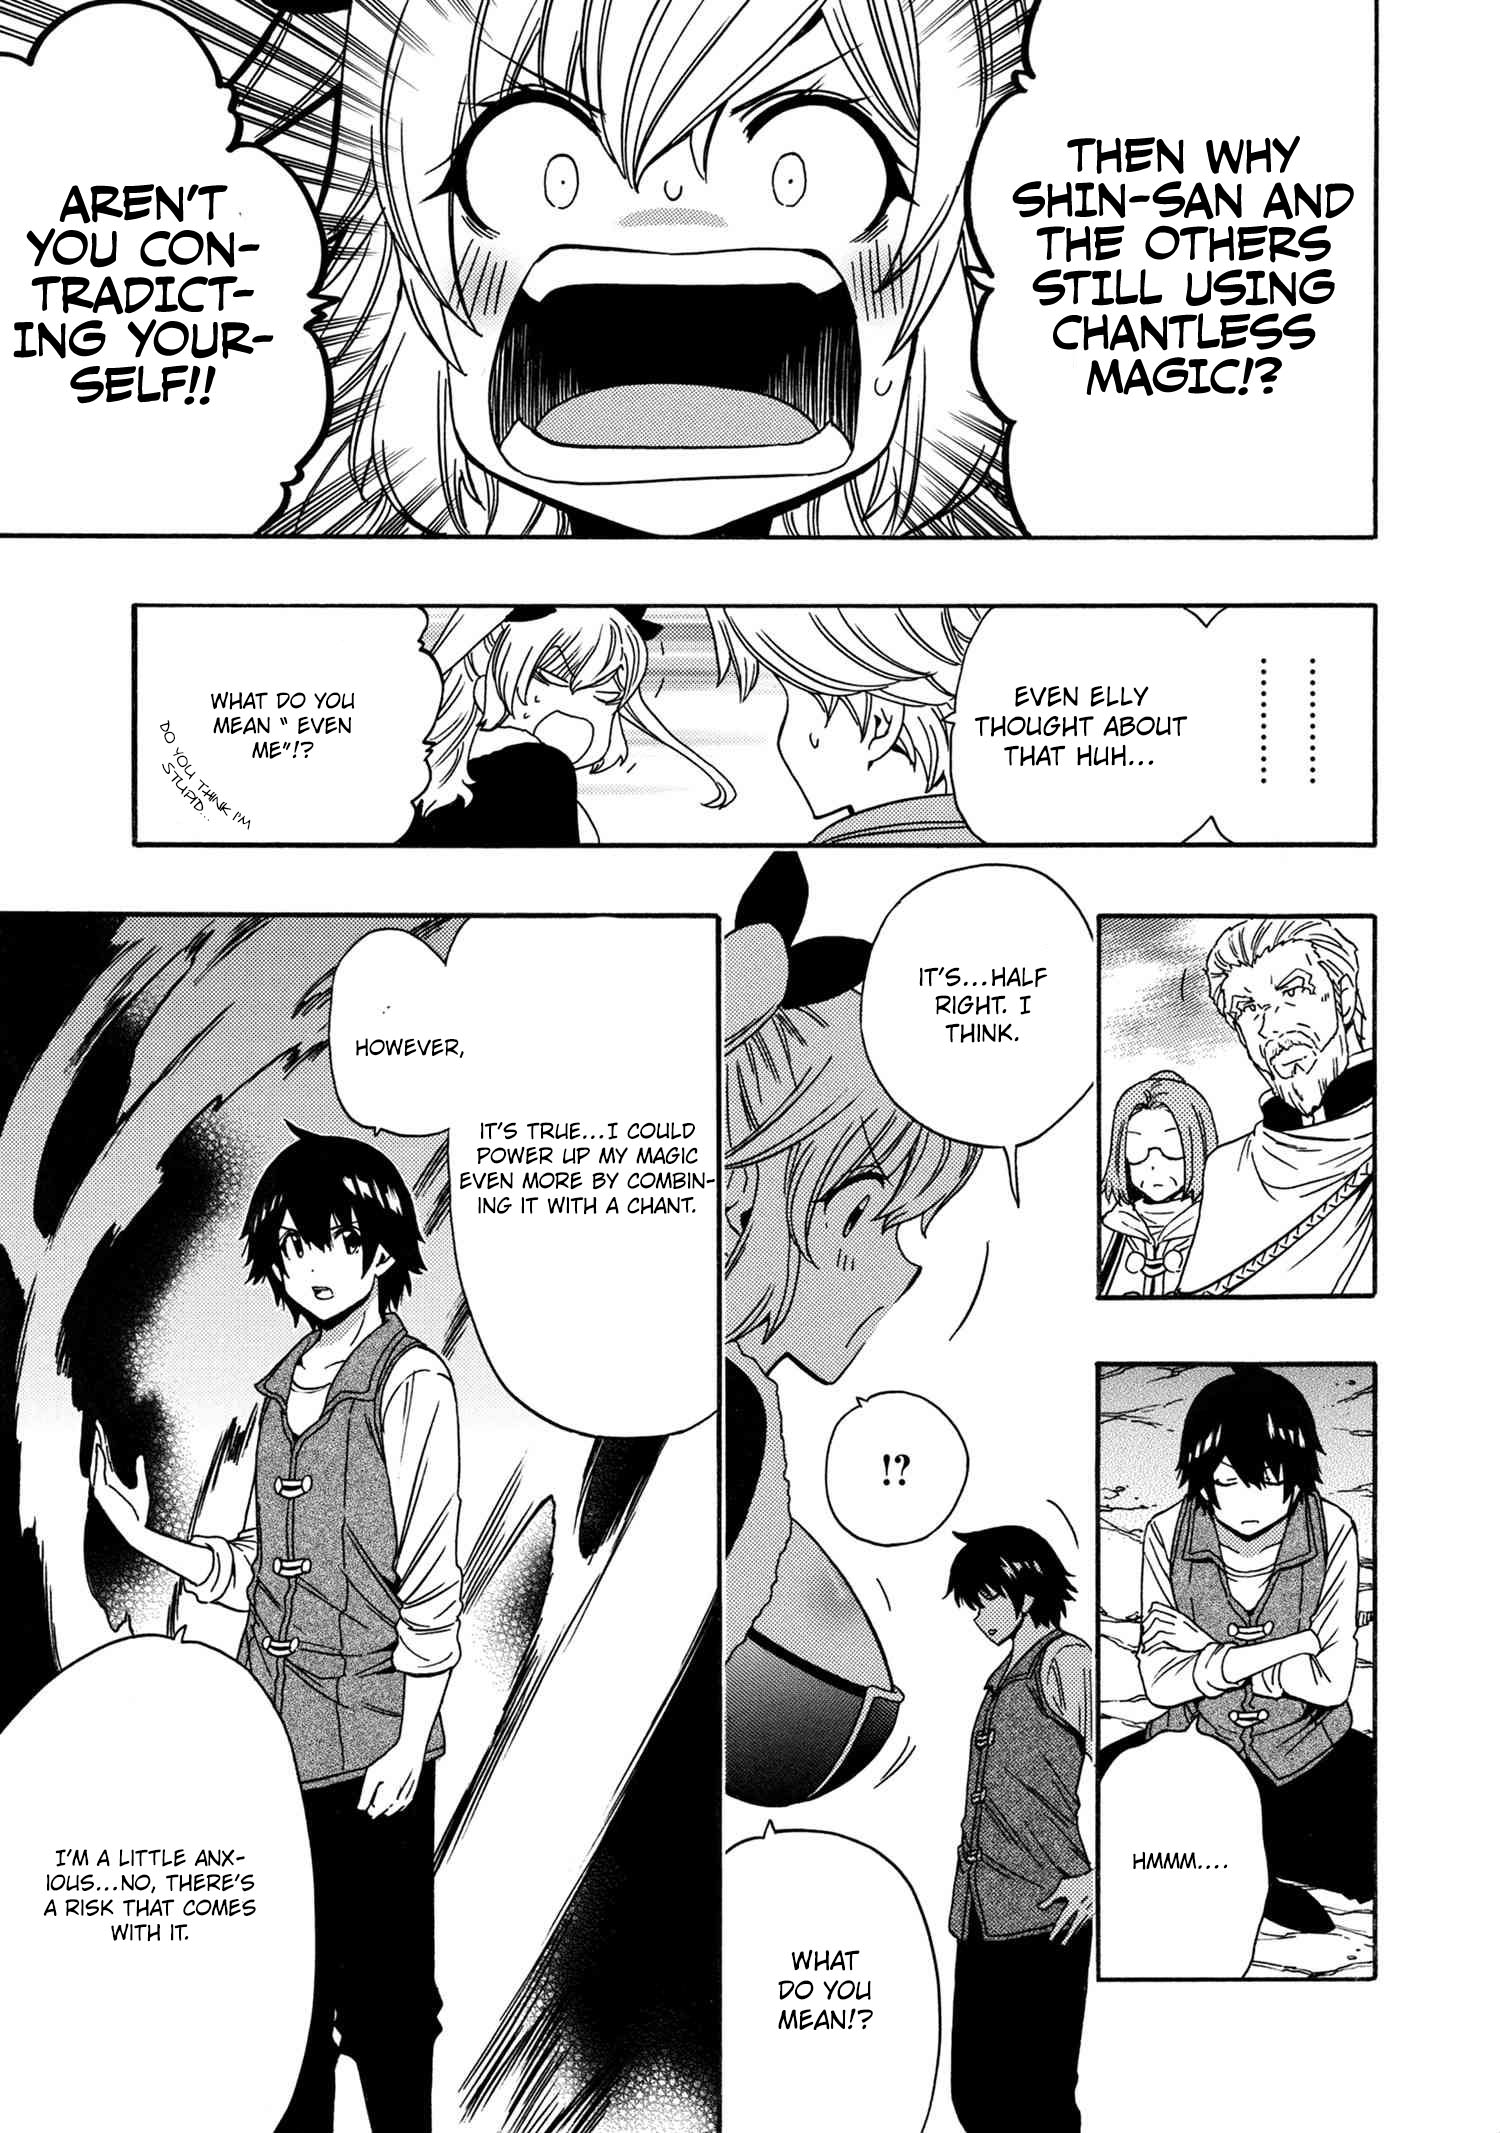 THEN WHY
SHIN-SAN AND
THE OTHERS
STILL USING
CHANTLESS
MAGIC!?
AREN'T
YOU CON-
TRADICT-
ING YOUR-
SELF!!
EVEN ELLY
THOUGHT ABOUT
THAT HUH...
WHAT DO YOU
MEAN " EVEN
ME"!?
DO YOU THINK I'M
STUPID...
HMMM....
IT'S...HALF
RIGHT. I
THINK.
!?
WHAT
DO YOU
MEAN!?
IT'S TRUE...I COULD
POWER UP MY MAGIC
EVEN MORE BY COMBIN-
ING IT WITH A CHANT.
HOWEVER,
I'M A LITTLE ANX-
IOUS...NO, THERE'S
A RISK THAT COMES
WITH IT.